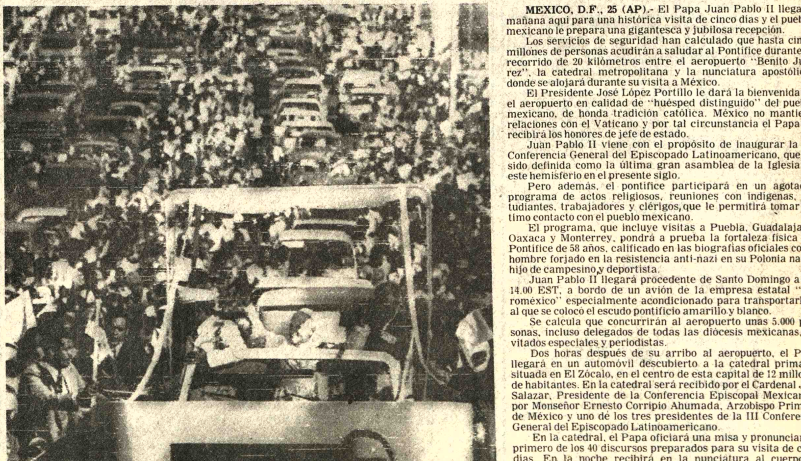 MEXICO, D.F., 25 (AP).- El Papa Juan Pablo II llega
mañana aquí para una histórica visita de cinco días y el pue
mexicano le prepara una gigantesca y jubilosa recepción.
Los servicios de seguridad han calculado que hasta cin
millones de personas acudirán a saludar al Pontífice durante
recorrido de 20 kilómetros entre el aeropuerto "Benito Ju
rez", la catedral metropolitana y la nunciatura apostóli
donde se alojará durante su visita a México.
El Presidente José López Portillo le dará la bienvenida
el aeropuerto en calidad de "huésped distinguido" del pue
mexicano, de honda tradición católica. México no mantie
relaciones con el Vaticano y por tal circunstancia el Papa
recibirá los honores de jefe de estado.
Juan Pablo II viene con el propósito de inaugurar la
Conferencia General del Episcopado Latinoamericano, que
sido definida como la última gran asamblea de la Iglesia
este hemisferio en el presente siglo.
Pero además, el pontífice participará en un agotad
programa de actos religiosos, reuniones con indígenas,
tudiantes, trabajadores y clérigos, que le permitirá tomar
timo contacto con el pueblo mexicano.
El programa, que incluye visitas a Puebla, Guadalaja
Oaxaca y Monterrey, pondrá a prueba la fortaleza física
Pontífice de 58 años, calificado en las biografías oficiales co
hombre forjado en la resistencia anti-nazi en su Polonia na
hijo de campesino y deportista.
Juan Pablo II llegará procedente de Santo Domingo a
14.00 EST, a bordo de un avión de la empresa estatal "
roméxico" especialmente acondicionado para transportarl
al que se colocó el escudo pontificio amarillo y blanco.
Se calcula que concurrirán al aeropuerto unas 5.000 p
sonas, incluso delegados de todas las diócesis mexicanas,
vitados especiales y periodistas.
Dos horas después de su arribo al aeropuerto, el P
llegará en un automóvil descubierto a la catedral prima
situada en El Zócalo, en el centro de esta capital de 12 millo
de habitantes. En la catedral será recibido por el Cardenal
Salazar, Presidente de la Conferencia Episcopal Mexican
por Monseñor Ernesto Corripio Ahumada, Arzobispo Prim
de México y uno de los tres presidentes de la III Confere
General del Episcopado Latinoamericano.
En la catedral, el Papa oficiará una misa y pronuncia
primero de los 40 discursos preparados para su visita de c
días. En la noche recibirá en la nunciatura al cuerpo